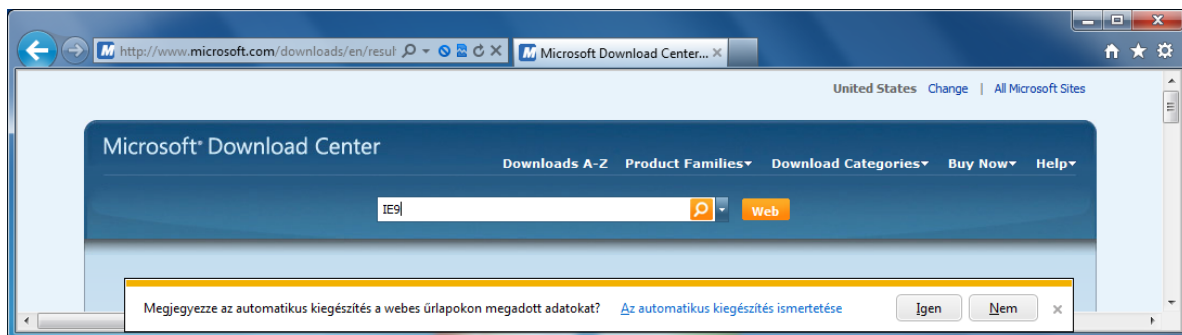 http://www.microsoft.com/downloads/en/resul
Microsoft Download Center...
United States Change | All Microsoft Sites
Microsoft® Download Center
Downloads A-Z Product Families Download Categories Buy Now Help
IE9
Web
Megjegyezze az automatikus kiegészítés a webes űrlapokon megadott adatokat? Az automatikus kiegészítés ismertetése Igen Nem